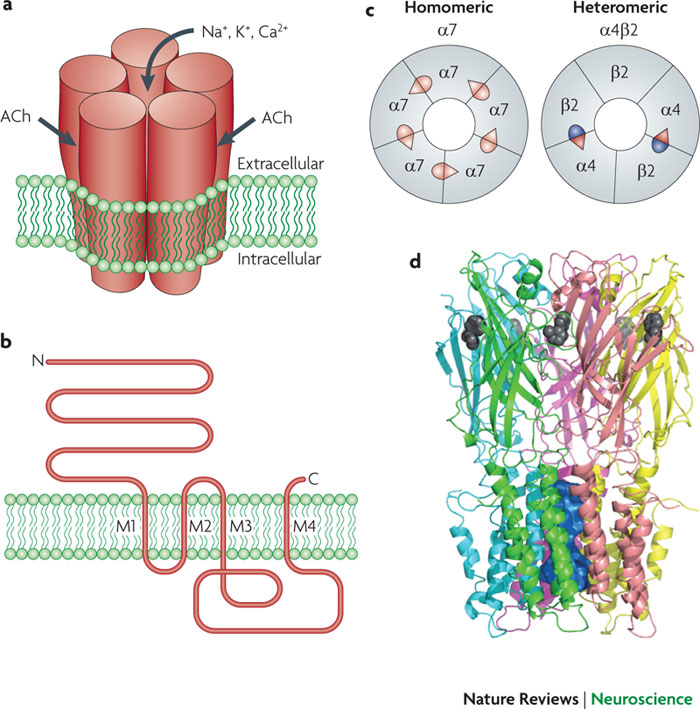 a
Na⁺, K⁺, Ca²⁺
ACh
ACh
Extracellular
Intracellular
b
N
C
M1 M2 M3 M4
c
Homomeric
α7
α7
α7 α7
α7 α7
Heteromeric
α4β2
β2
β2 α4
α4 β2
d
Nature Reviews | Neuroscience